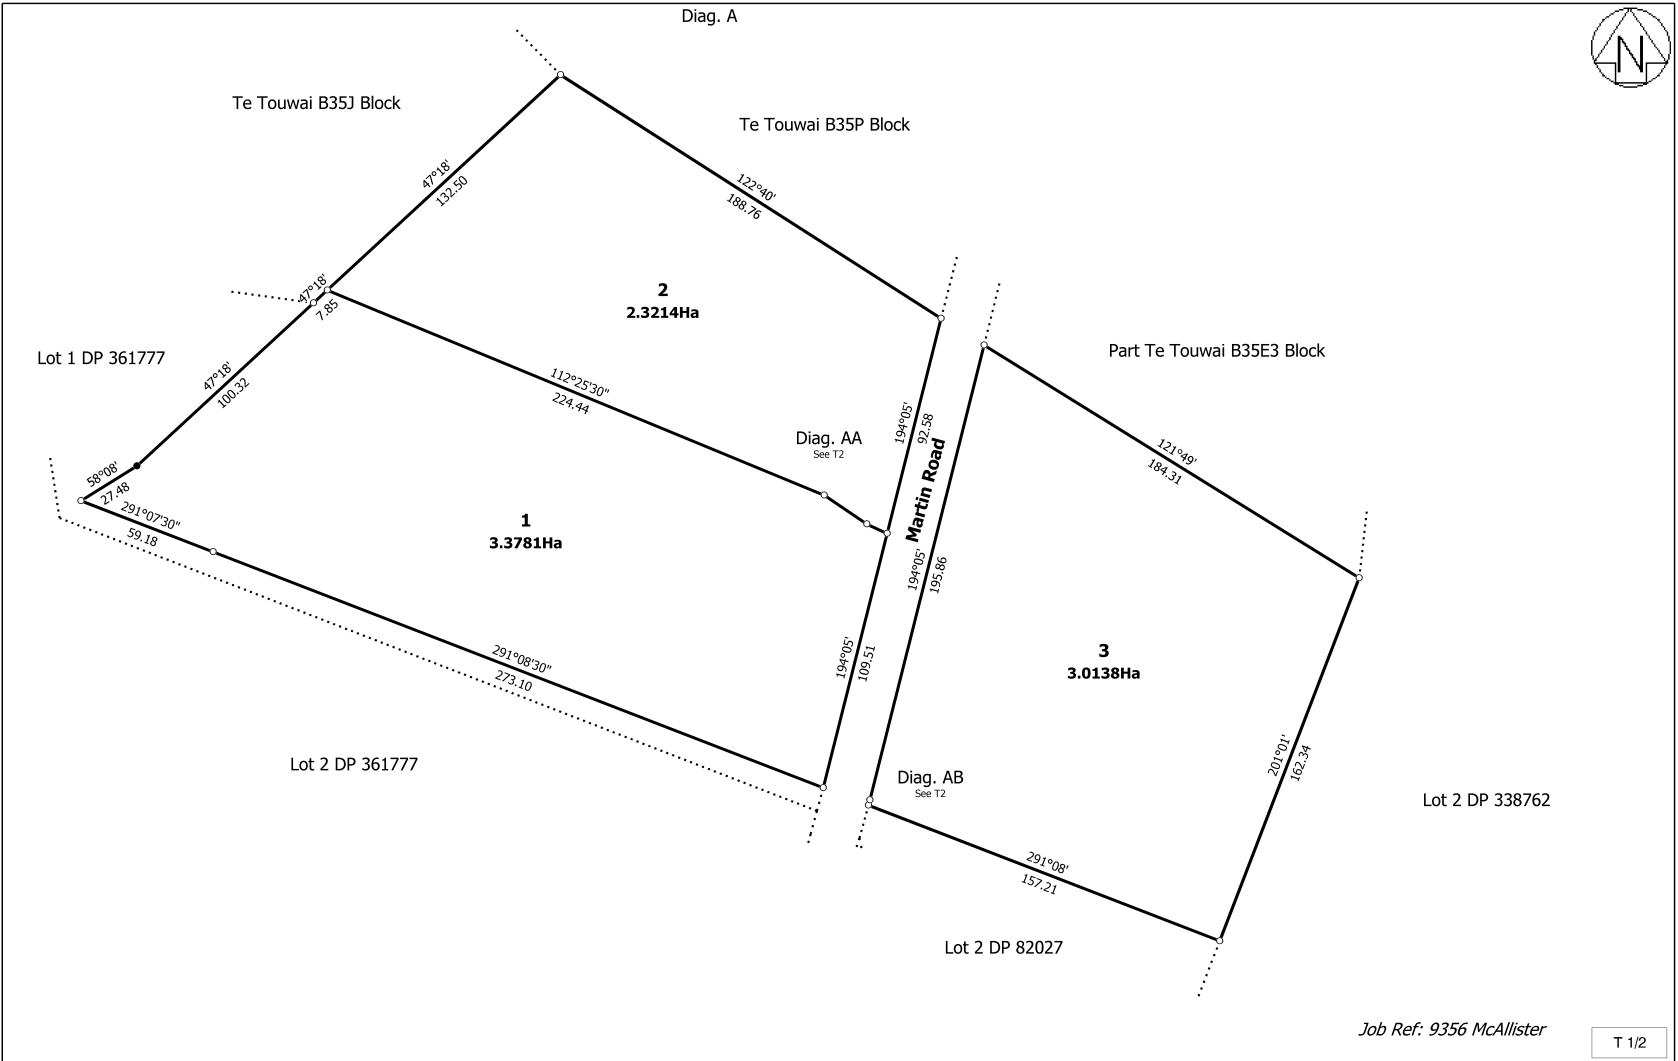 Diag. A
N
Te Touwai B35J Block
Te Touwai B35P Block
47°18'
132.50
122°40'
188.76
2
2.3214Ha
47°18'
7.85
Lot 1 DP 361777
47°18'
100.32
112°25'30"
224.44
Part Te Touwai B35E3 Block
194°05'
92.58
Martin Road
Diag. AA
See T2
121°49'
184.31
58°08'
27.48
291°07'30"
59.18
1
3.3781Ha
194°05'
195.86
291°08'30"
273.10
194°05'
109.51
3
3.0138Ha
201°01'
162.34
Lot 2 DP 361777
Diag. AB
See T2
Lot 2 DP 338762
291°08'
157.21
Lot 2 DP 82027
Job Ref: 9356 McAllister
T 1/2